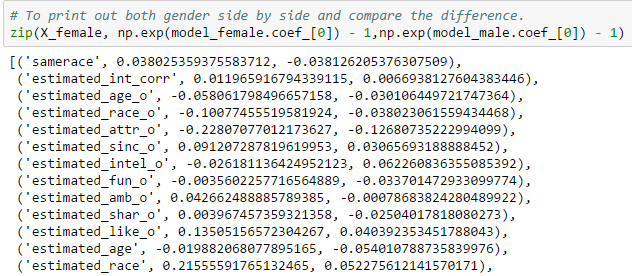 # To print out both gender side by side and compare the difference.
zip(X_female, np.exp(model_female.coef_[0]) - 1,np.exp(model_male.coef_[0]) - 1)
[('samerace', 0.038025359375583712, -0.038126205376307509),
('estimated_int_corr', 0.011965916794339115, 0.0066938127604383446),
('estimated_age_o', -0.058061798496657158, -0.030106449721747364),
('estimated_race_o', -0.10077455519581924, -0.038023061559434468),
('estimated_attr_o', -0.22807077012173627, -0.12680735222994099),
('estimated_sinc_o', 0.091207287819619953, 0.03065693188888452),
('estimated_intel_o', -0.026181136424952123, 0.062260836355085392),
('estimated_fun_o', -0.0035602257716564889, -0.033701472933099774),
('estimated_amb_o', 0.042662488885789385, -0.00078683824280489922),
('estimated_shar_o', 0.003967457359321358, -0.02504017818080273),
('estimated_like_o', 0.13505156572304267, 0.040392353451788043),
('estimated_age', -0.019882068077895165, -0.054010788735839976),
('estimated_race', 0.21555591765132465, 0.052275612141570171),